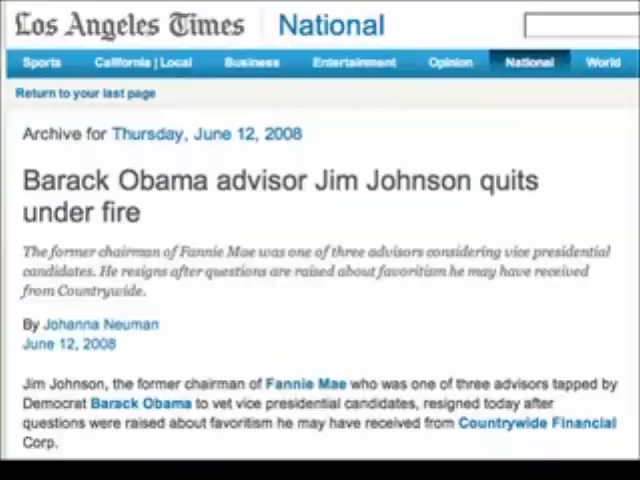 Los Angeles Times National
Sports California | Local Business Entertainment Opinion National World
Return to your last page
Archive for Thursday, June 12, 2008
Barack Obama advisor Jim Johnson quits
under fire
The former chairman of Fannie Mae was one of three advisors considering vice presidential
candidates. He resigns after questions are raised about favoritism he may have received
from Countrywide.
By Johanna Neuman
June 12, 2008
Jim Johnson, the former chairman of Fannie Mae who was one of three advisors tapped by
Democrat Barack Obama to vet vice presidential candidates, resigned today after
questions were raised about favoritism he may have received from Countrywide Financial
Corp.